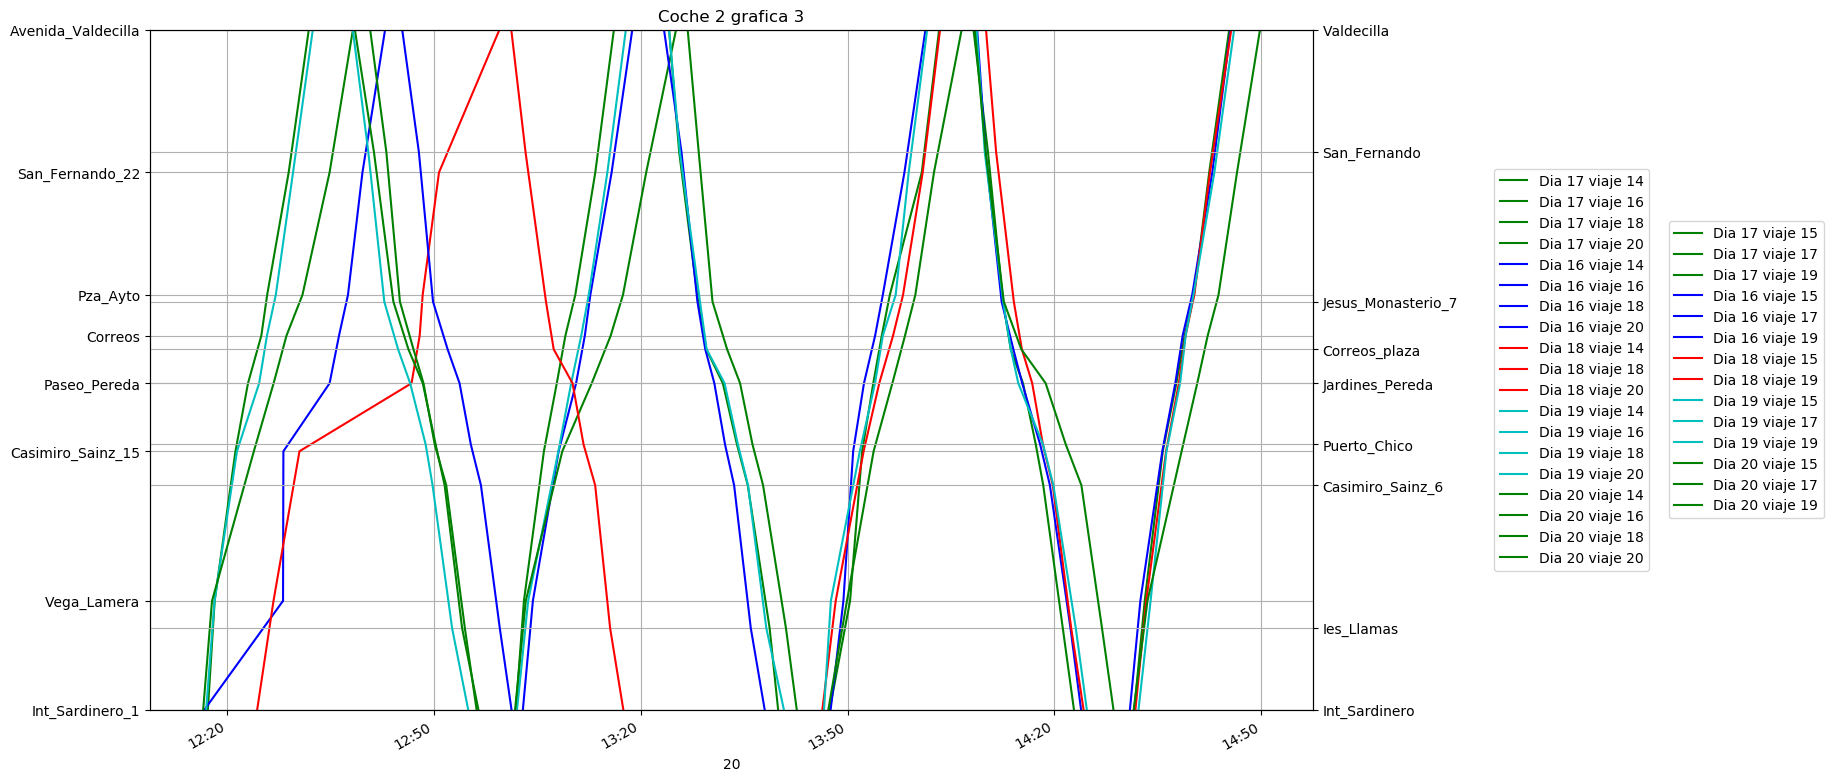 Coche 2 grafica 3
Avenida_Valdecilla
San_Fernando_22
Pza_Ayto
Correos
Paseo_Pereda
Casimiro_Sainz_15
Vega_Lamera
Int_Sardinero_1
Valdecilla
San_Fernando
Jesus_Monasterio_7
Correos_plaza
Jardines_Pereda
Puerto_Chico
Casimiro_Sainz_6
Ies_Llamas
Int_Sardinero
12:20
12:50
13:20
13:50
14:20
14:50
20
Dia 17 viaje 14
Dia 17 viaje 16
Dia 17 viaje 18
Dia 17 viaje 20
Dia 16 viaje 14
Dia 16 viaje 16
Dia 16 viaje 18
Dia 16 viaje 20
Dia 18 viaje 14
Dia 18 viaje 18
Dia 18 viaje 20
Dia 19 viaje 14
Dia 19 viaje 16
Dia 19 viaje 18
Dia 19 viaje 20
Dia 20 viaje 14
Dia 20 viaje 16
Dia 20 viaje 18
Dia 20 viaje 20
Dia 17 viaje 15
Dia 17 viaje 17
Dia 17 viaje 19
Dia 16 viaje 15
Dia 16 viaje 17
Dia 16 viaje 19
Dia 18 viaje 15
Dia 18 viaje 19
Dia 19 viaje 15
Dia 19 viaje 17
Dia 19 viaje 19
Dia 20 viaje 15
Dia 20 viaje 17
Dia 20 viaje 19